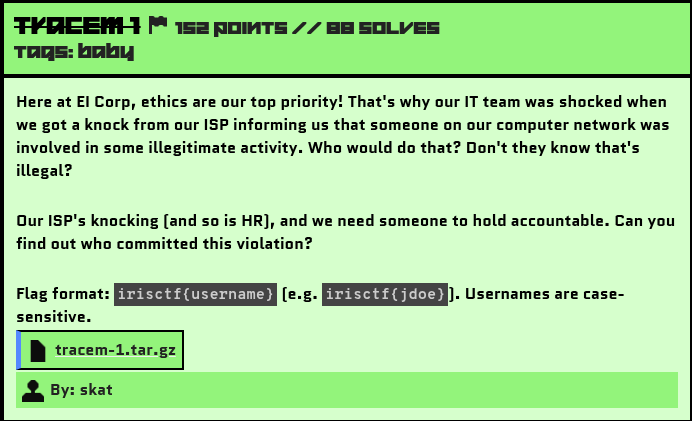 Tracem 1 152 points // 88 solves
Tags: baby
Here at EI Corp, ethics are our top priority! That's why our IT team was shocked when
we got a knock from our ISP informing us that someone on our computer network was
involved in some illegitimate activity. Who would do that? Don't they know that's
illegal?
Our ISP's knocking (and so is HR), and we need someone to hold accountable. Can you
find out who committed this violation?
Flag format: irisctf{username} (e.g. irisctf{jdoe}). Usernames are case-
sensitive.
tracem-1.tar.gz
By: skat